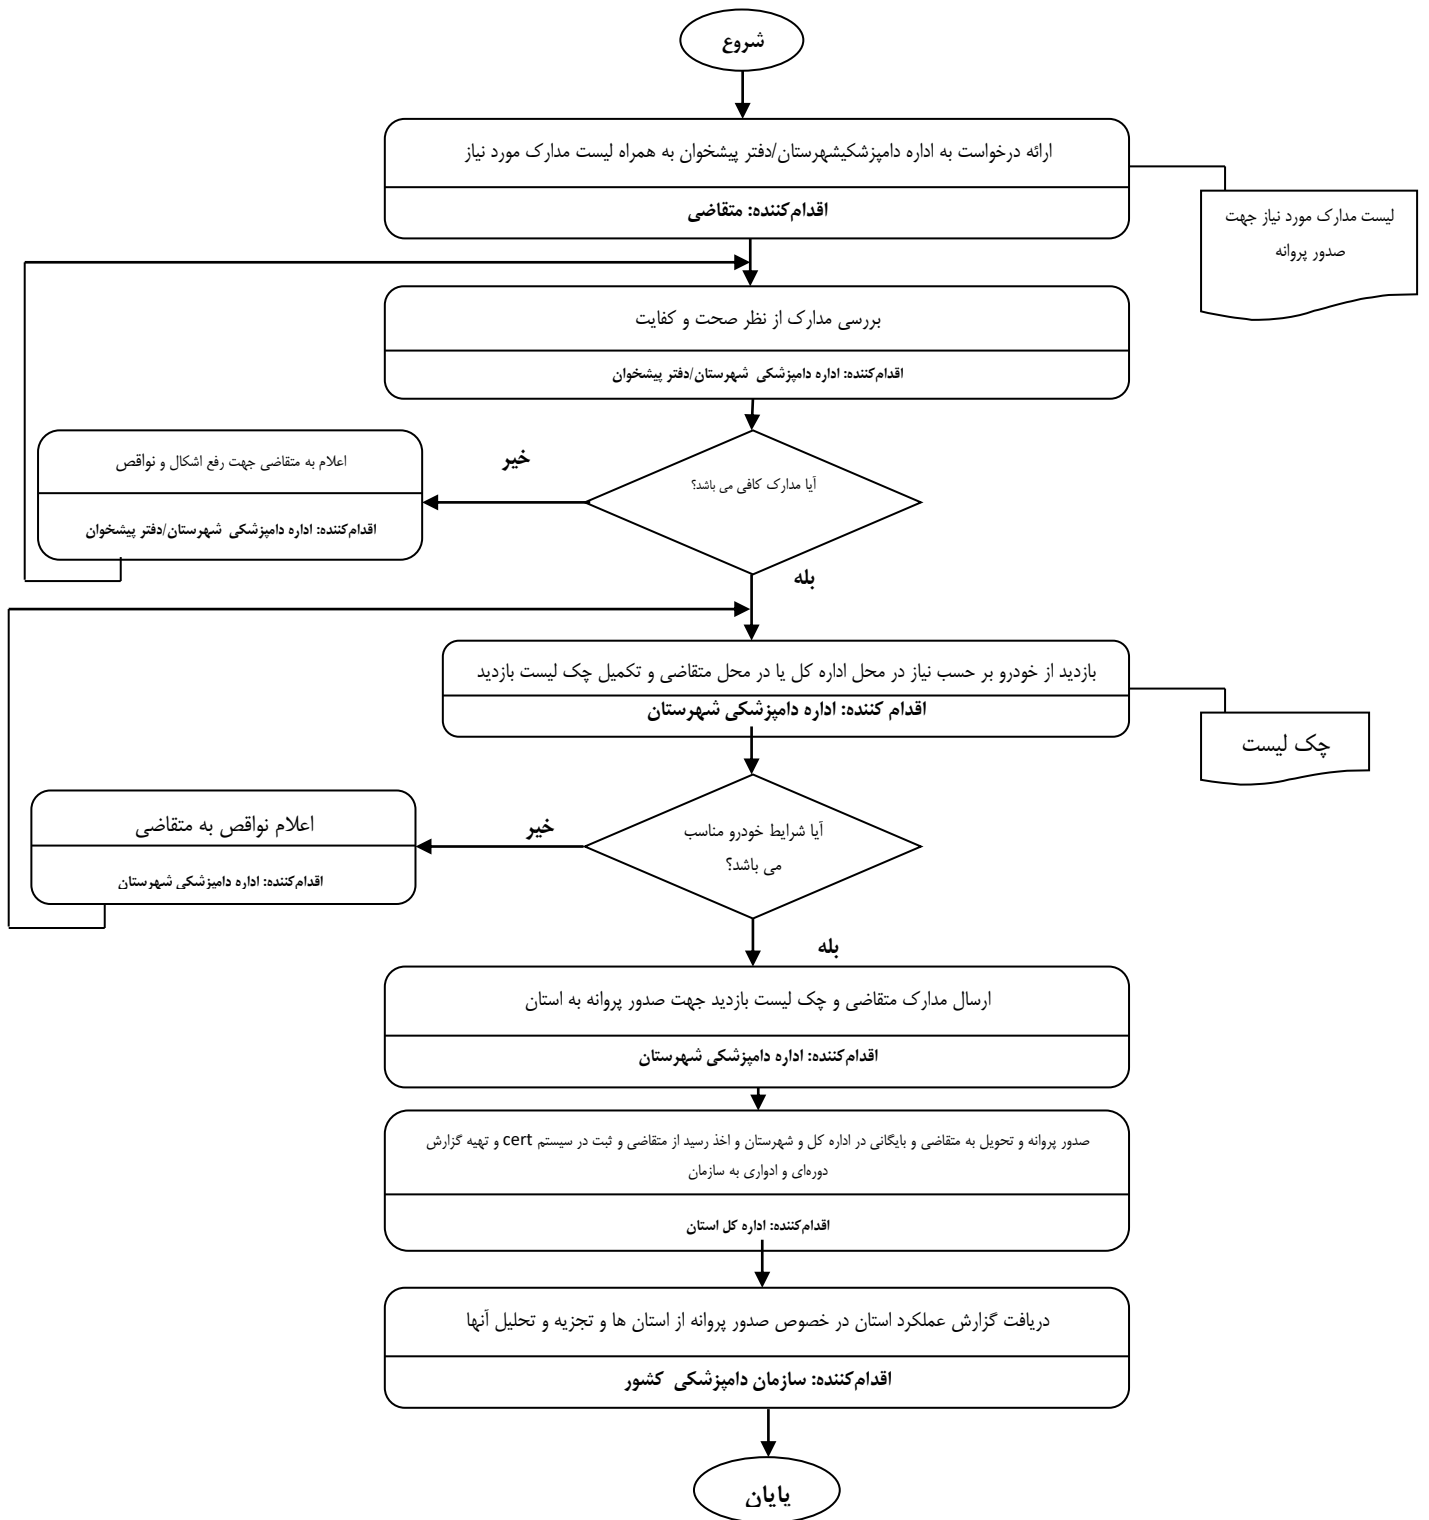 شروع
ارائه درخواست به اداره دامپزشکیشهرستان/دفتر پیشخوان به همراه لیست مدارک مورد نیاز
اقدام‌کننده: متقاضی
لیست مدارک مورد نیاز جهت
صدور پروانه
بررسی مدارک از نظر صحت و کفایت
اقدام‌کننده: اداره دامپزشکی شهرستان/دفتر پیشخوان
آیا مدارک کافی می باشد؟
خیر
اعلام به متقاضی جهت رفع اشکال و نواقص
اقدام‌کننده: اداره دامپزشکی شهرستان/دفتر پیشخوان
بله
بازدید از خودرو بر حسب نیاز در محل اداره کل یا در محل متقاضی و تکمیل چک لیست بازدید
اقدام کننده: اداره دامپزشکی شهرستان
چک لیست
آیا شرایط خودرو مناسب
می باشد؟
خیر
اعلام نواقص به متقاضی
اقدام‌کننده: اداره دامپزشکی شهرستان
بله
ارسال مدارک متقاضی و چک لیست بازدید جهت صدور پروانه به استان
اقدام‌کننده: اداره دامپزشکی شهرستان
صدور پروانه و تحویل به متقاضی و بایگانی در اداره کل و شهرستان و اخذ رسید از متقاضی و ثبت در سیستم cert و تهیه گزارش
دوره‌ای و ادواری به سازمان
اقدام‌کننده: اداره کل استان
دریافت گزارش عملکرد استان در خصوص صدور پروانه از استان ها و تجزیه و تحلیل آنها
اقدام‌کننده: سازمان دامپزشکی کشور
پایان